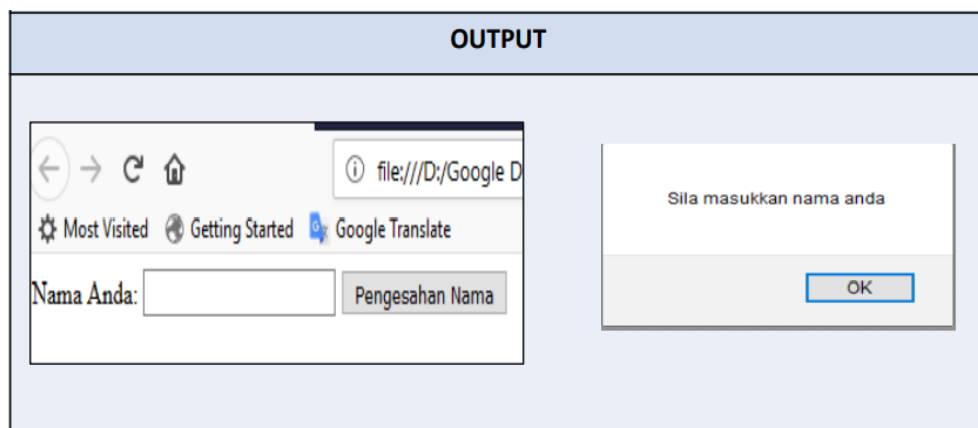 OUTPUT
file:///D:/Google D
Most Visited Getting Started Google Translate
Nama Anda: Pengesahan Nama
Sila masukkan nama anda
OK